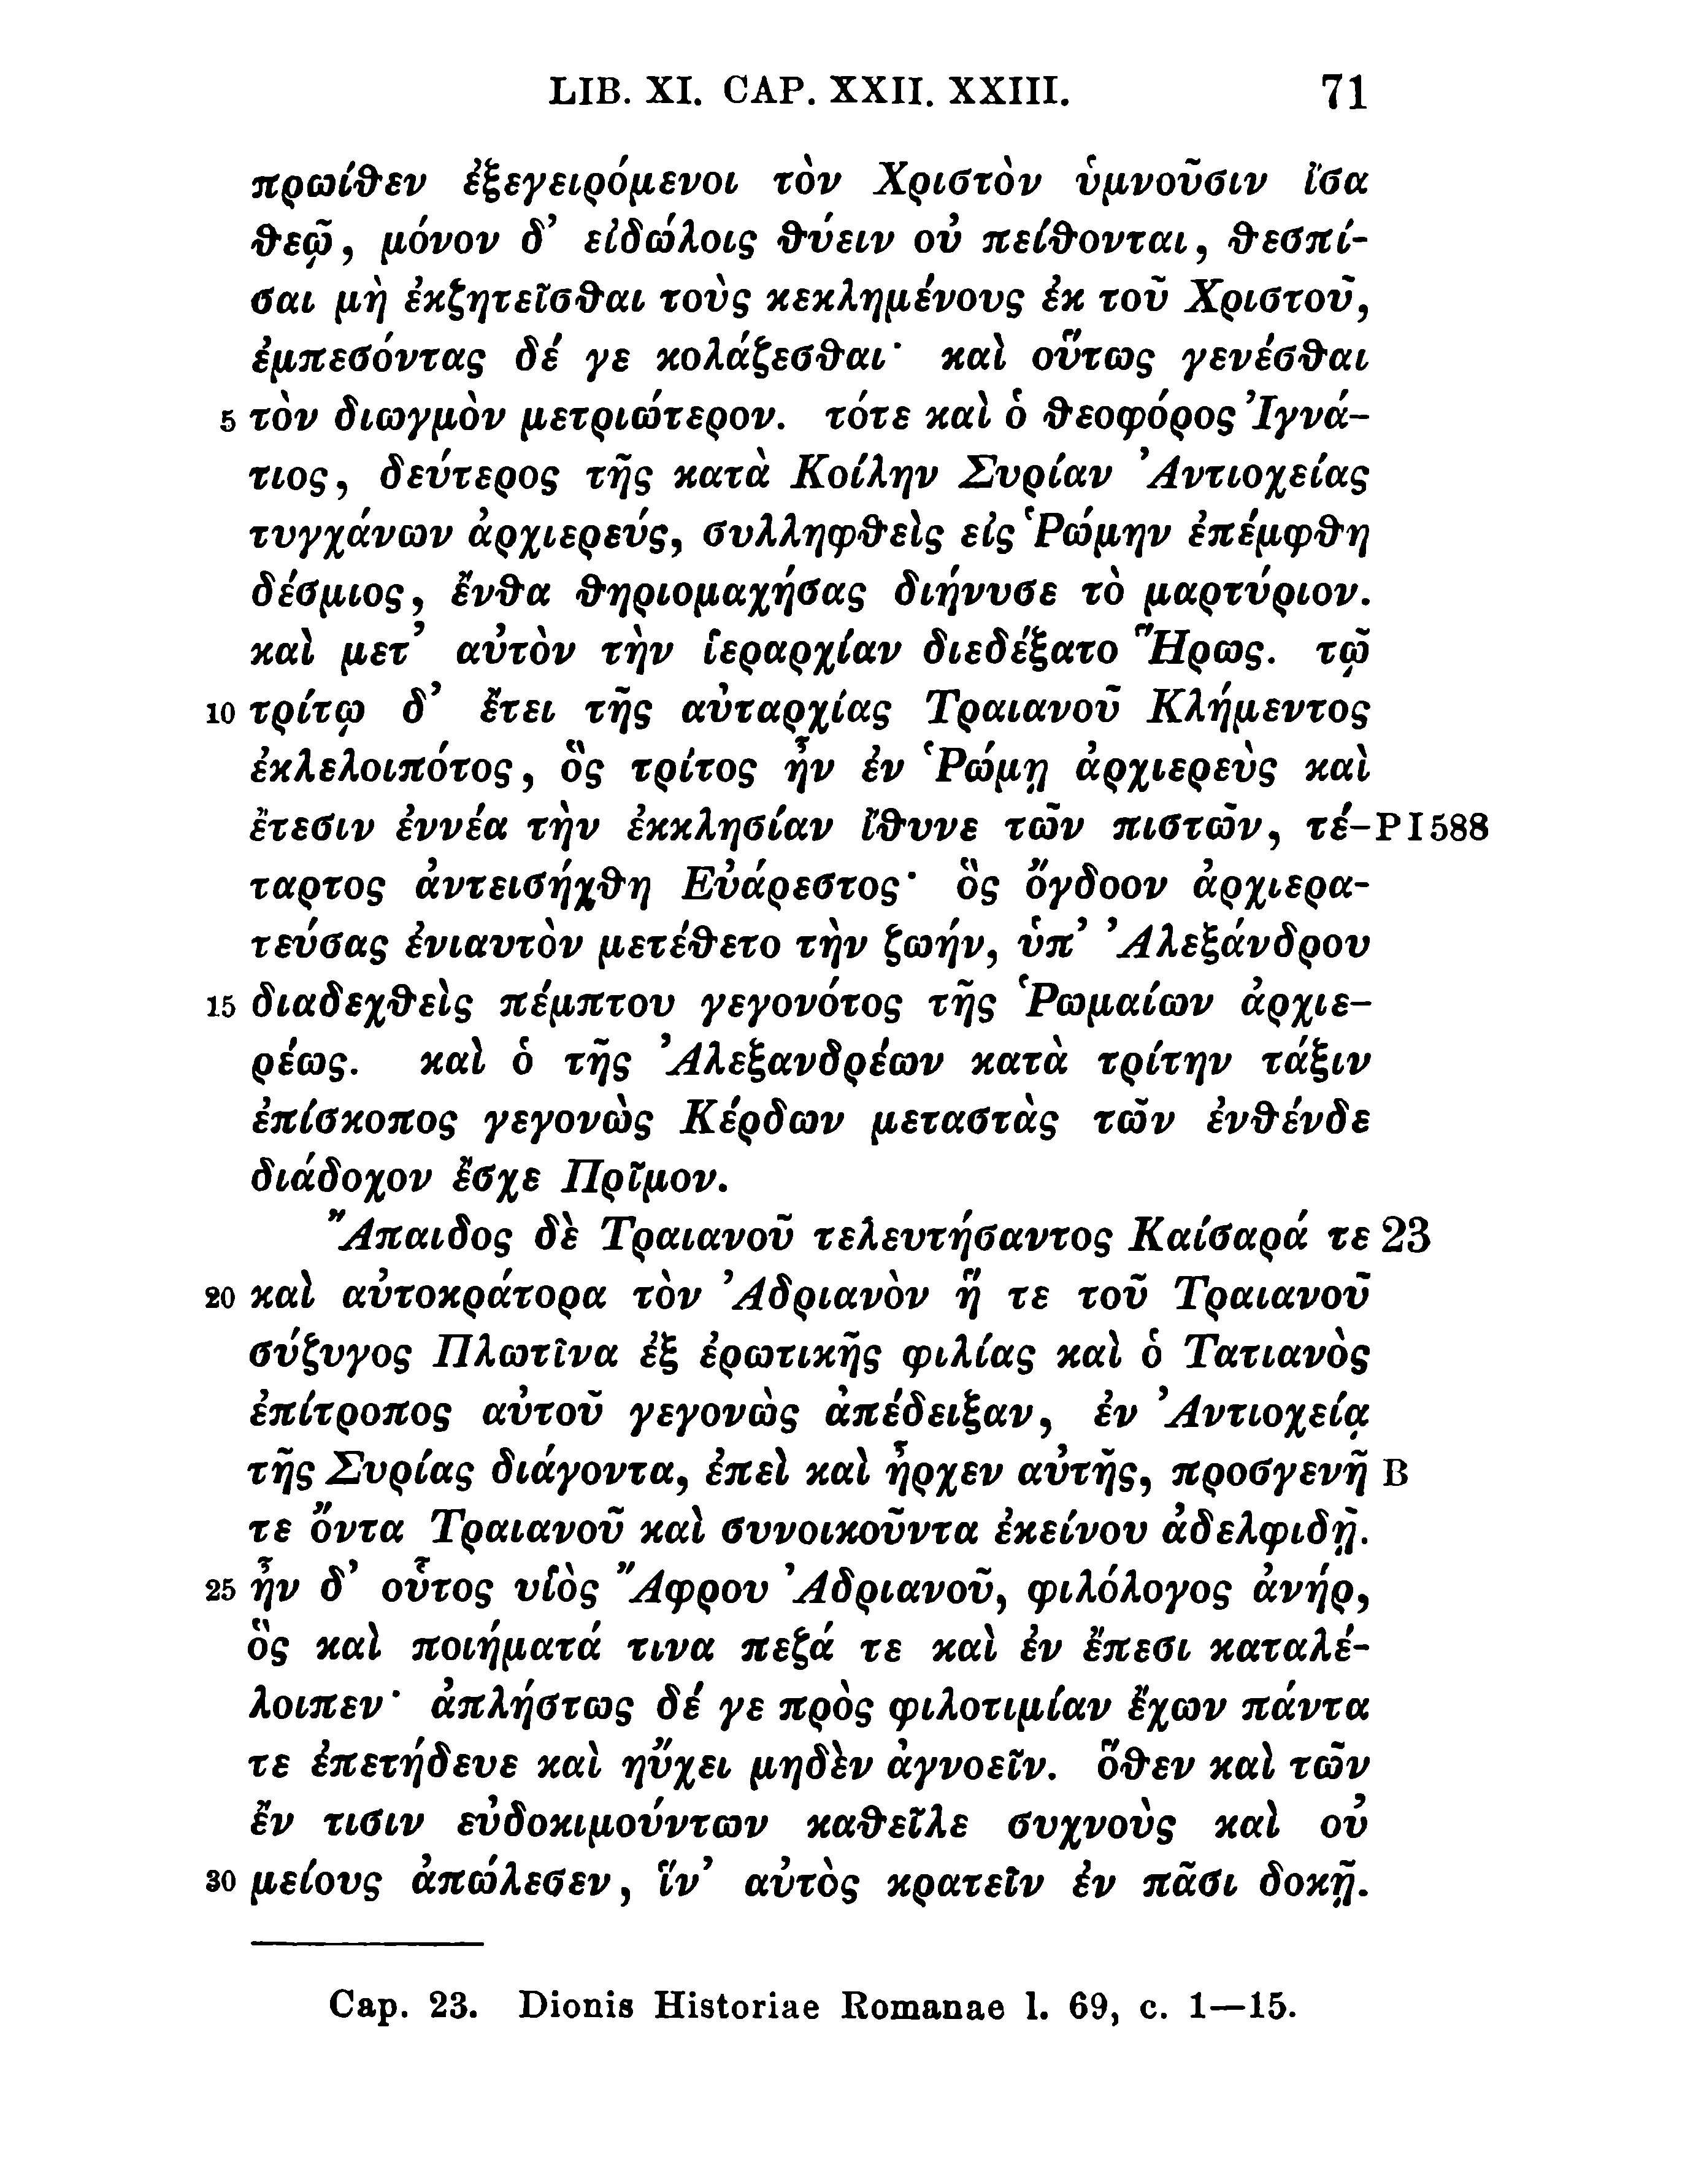 LIB. XI. CAP. XXII. XXIII. 71
πρωίθεν ἐξεγειρόμενοι τὸν Χριστὸν ὑμνοῦσιν ἴσα
θεῷ, μόνον δ’ εἰδώλοις θύειν οὐ πείθονται, θεσπί-
σαι μὴ ἐκζητεῖσθαι τοὺς κεκλημένους ἐκ τοῦ Χριστοῦ,
ἐμπεσόντας δέ γε κολάζεσθαι· καὶ οὕτως γενέσθαι
5 τὸν διωγμὸν μετριώτερον. τότε καὶ ὁ θεοφόρος Ἰγνά-
τιος, δεύτερος τῆς κατὰ Κοίλην Συρίαν Ἀντιοχείας
τυγχάνων ἀρχιερεύς, συλληφθεὶς εἰς Ῥώμην ἐπέμφθη
δέσμιος, ἔνθα θηριομαχήσας διήνυσε τὸ μαρτύριον.
καὶ μετ’ αὐτὸν τὴν ἱεραρχίαν διεδέξατο Ἥρως. τῷ
10 τρίτῳ δ’ ἔτει τῆς αὐταρχίας Τραιανοῦ Κλήμεντος
ἐκλελοιπότος, ὃς τρίτος ἦν ἐν Ῥώμῃ ἀρχιερεὺς καὶ
ἔτεσιν ἐννέα τὴν ἐκκλησίαν ἴθυνε τῶν πιστῶν, τέ- P I 588
ταρτος ἀντεισήχθη Εὐάρεστος· ὃς ὄγδοον ἀρχιερα-
τεύσας ἐνιαυτὸν μετέθετο τὴν ζωήν, ὑπ’ Ἀλεξάνδρου
15 διαδεχθεὶς πέμπτου γεγονότος τῆς Ῥωμαίων ἀρχιε-
ρέως. καὶ ὁ τῆς Ἀλεξανδρέων κατὰ τρίτην τάξιν
ἐπίσκοπος γεγονὼς Κέρδων μεταστὰς τῶν ἐνθένδε
διάδοχον ἔσχε Πρῖμον.
Ἄπαιδος δὲ Τραιανοῦ τελευτήσαντος Καίσαρά τε 23
20 καὶ αὐτοκράτορα τὸν Ἀδριανὸν ἥ τε τοῦ Τραιανοῦ
σύζυγος Πλωτῖνα ἐξ ἐρωτικῆς φιλίας καὶ ὁ Τατιανὸς
ἐπίτροπος αὐτοῦ γεγονὼς ἀπέδειξαν, ἐν Ἀντιοχείᾳ
τῆς Συρίας διάγοντα, ἐπεὶ καὶ ἦρχεν αὐτῆς, προσγενῆ B
τε ὄντα Τραιανοῦ καὶ συνοικοῦντα ἐκείνου ἀδελφιδῇ.
25 ἦν δ’ οὗτος υἱὸς Ἄφρου Ἀδριανοῦ, φιλόλογος ἀνήρ,
ὃς καὶ ποιήματά τινα πεζά τε καὶ ἐν ἔπεσι καταλέ-
λοιπεν· ἀπλήστως δέ γε πρὸς φιλοτιμίαν ἔχων πάντα
τε ἐπετήδευε καὶ ηὔχει μηδὲν ἀγνοεῖν. ὅθεν καὶ τῶν
ἔν τισιν εὐδοκιμούντων καθεῖλε συχνοὺς καὶ οὐ
30 μείους ἀπώλεσεν, ἵν’ αὐτὸς κρατεῖν ἐν πᾶσι δοκῇ.
Cap. 23. Dionis Historiae Romanae l. 69, c. 1—15.